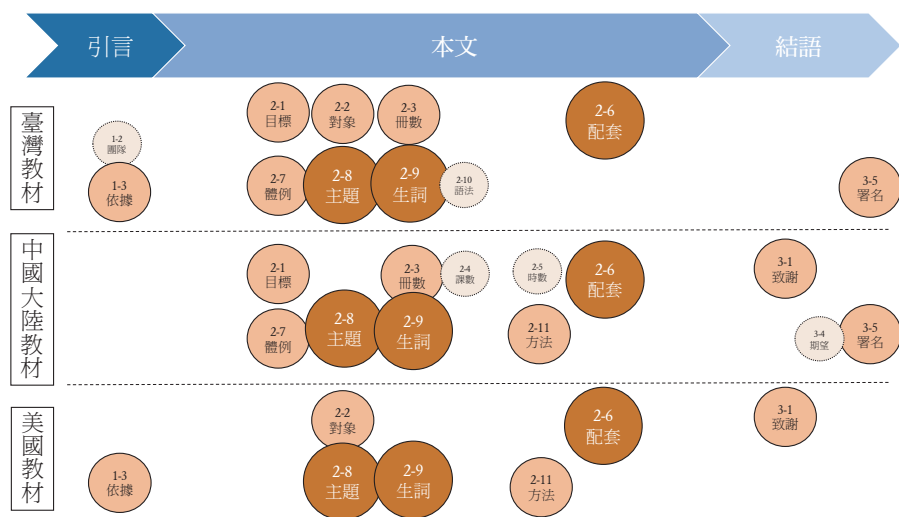 引言
本文
結語
臺灣教材
1-2
團隊
1-3
依據
2-1
目標
2-2
對象
2-3
冊數
2-6
配套
2-7
體例
2-8
主題
2-9
生詞
2-10
語法
3-5
署名
中國大陸教材
2-1
目標
2-3
冊數
2-4
課數
2-5
時數
2-6
配套
3-1
致謝
2-7
體例
2-8
主題
2-9
生詞
2-11
方法
3-4
期望
3-5
署名
美國教材
2-2
對象
2-6
配套
3-1
致謝
1-3
依據
2-8
主題
2-9
生詞
2-11
方法